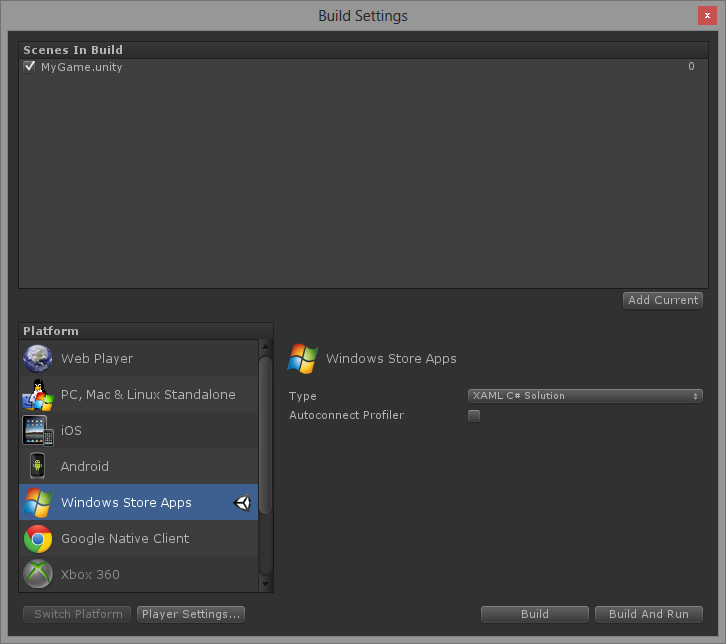 Build Settings
x
Scenes In Build
MyGame.unity 0
Add Current
Platform
Web Player
PC, Mac & Linux Standalone
iOS
Android
Windows Store Apps
Google Native Client
Xbox 360
Windows Store Apps
Type XAML C# Solution
Autoconnect Profiler
Switch Platform Player Settings... Build Build And Run